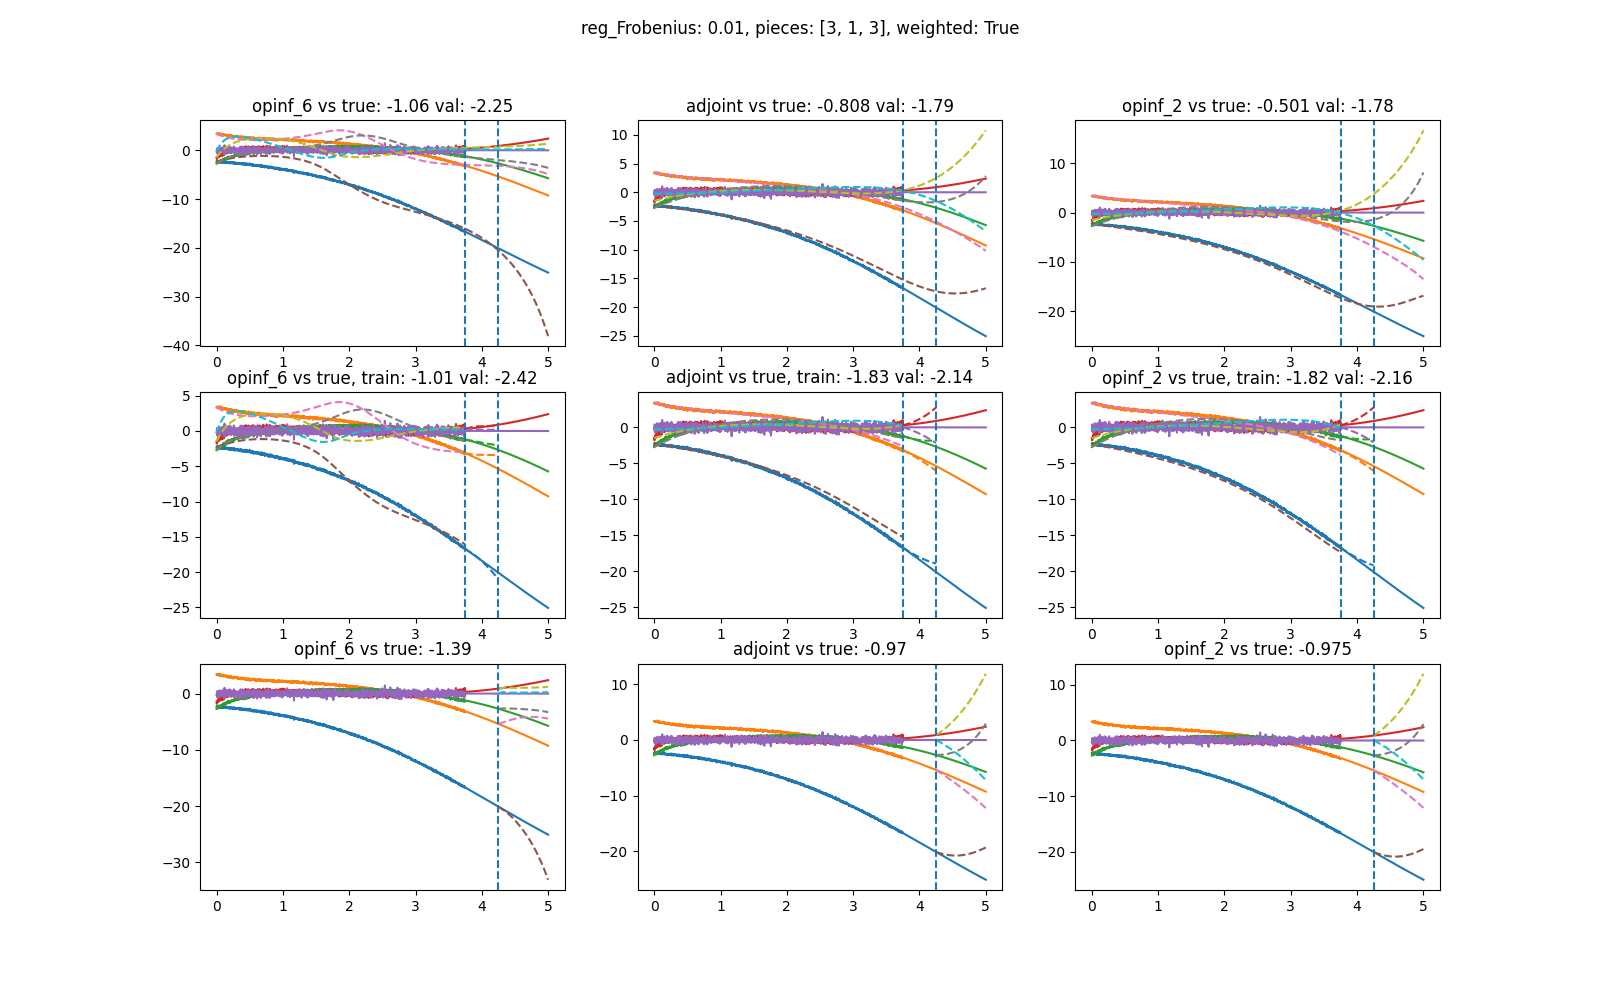 reg_Frobenius: 0.01, pieces: [3, 1, 3], weighted: True
opinf_6 vs true: -1.06 val: -2.25
0
−10
−20
−30
−40
0 1 2 3 4 5
adjoint vs true: -0.808 val: -1.79
10
5
0
−5
−10
−15
−20
−25
0 1 2 3 4 5
opinf_2 vs true: -0.501 val: -1.78
10
0
−10
−20
0 1 2 3 4 5
opinf_6 vs true, train: -1.01 val: -2.42
5
0
−5
−10
−15
−20
−25
0 1 2 3 4 5
adjoint vs true, train: -1.83 val: -2.14
0
−5
−10
−15
−20
−25
0 1 2 3 4 5
opinf_2 vs true, train: -1.82 val: -2.16
0
−5
−10
−15
−20
−25
0 1 2 3 4 5
opinf_6 vs true: -1.39
0
−10
−20
−30
0 1 2 3 4 5
adjoint vs true: -0.97
10
0
−10
−20
0 1 2 3 4 5
opinf_2 vs true: -0.975
10
0
−10
−20
0 1 2 3 4 5